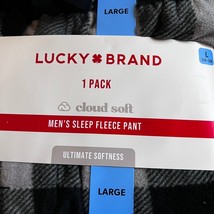 LARGE
LUCKY BRAND
L
1 PACK
cloud soft
MEN'S SLEEP FLEECE PANT
ULTIMATE SOFTNESS
LARGE